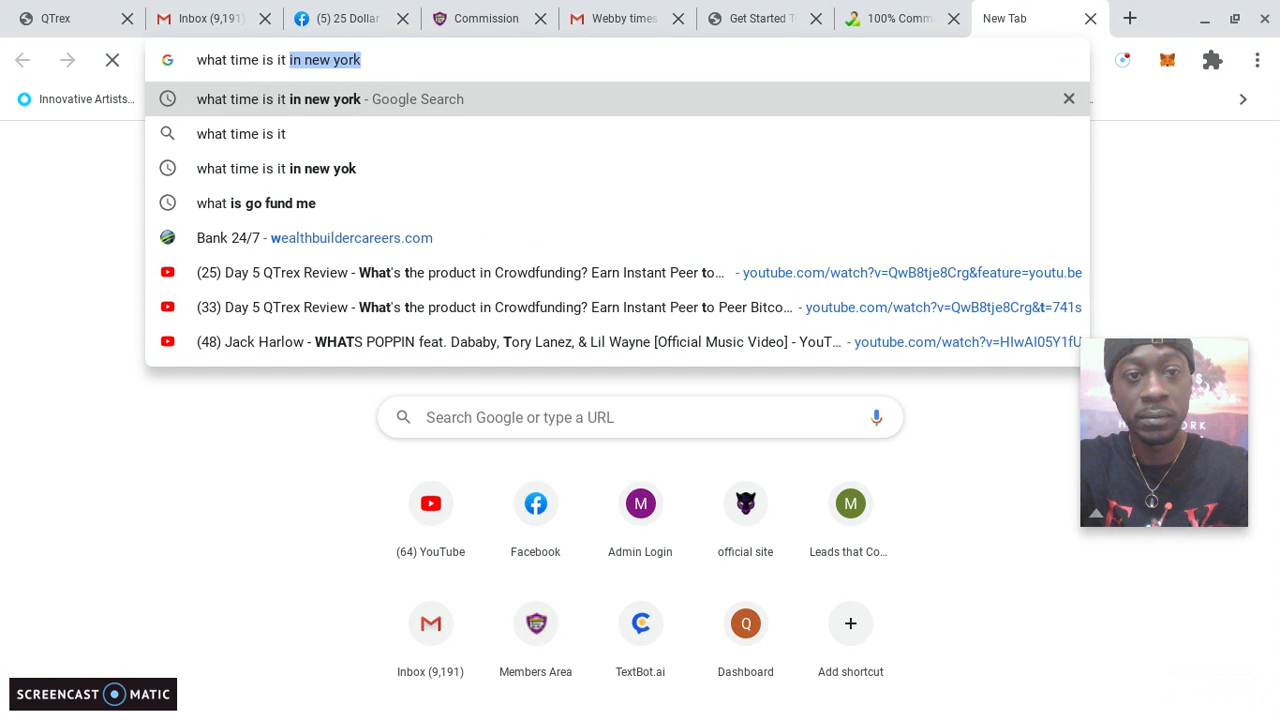 QTrex
Inbox (9,191)
(5) 25 Dollar
Commission
Webby times
Get Started T
100% Comm
New Tab
what time is it in new york
Innovative Artists...
what time is it in new york - Google Search
what time is it
what time is it in new yok
what is go fund me
Bank 24/7 - wealthbuildercareers.com
(25) Day 5 QTrex Review - What's the product in Crowdfunding? Earn Instant Peer to... - youtube.com/watch?v=QwB8tje8Crg&feature=youtu.be
(33) Day 5 QTrex Review - What's the product in Crowdfunding? Earn Instant Peer to Peer Bitco... - youtube.com/watch?v=QwB8tje8Crg&t=741s
(48) Jack Harlow - WHATS POPPIN feat. Dababy, Tory Lanez, & Lil Wayne [Official Music Video] - YouT... - youtube.com/watch?v=HIwAI05Y1fU
Search Google or type a URL
M
M
(64) YouTube
Facebook
Admin Login
official site
Leads that Co...
Q
Inbox (9,191)
Members Area
TextBot.ai
Dashboard
Add shortcut
SCREENCAST MATIC